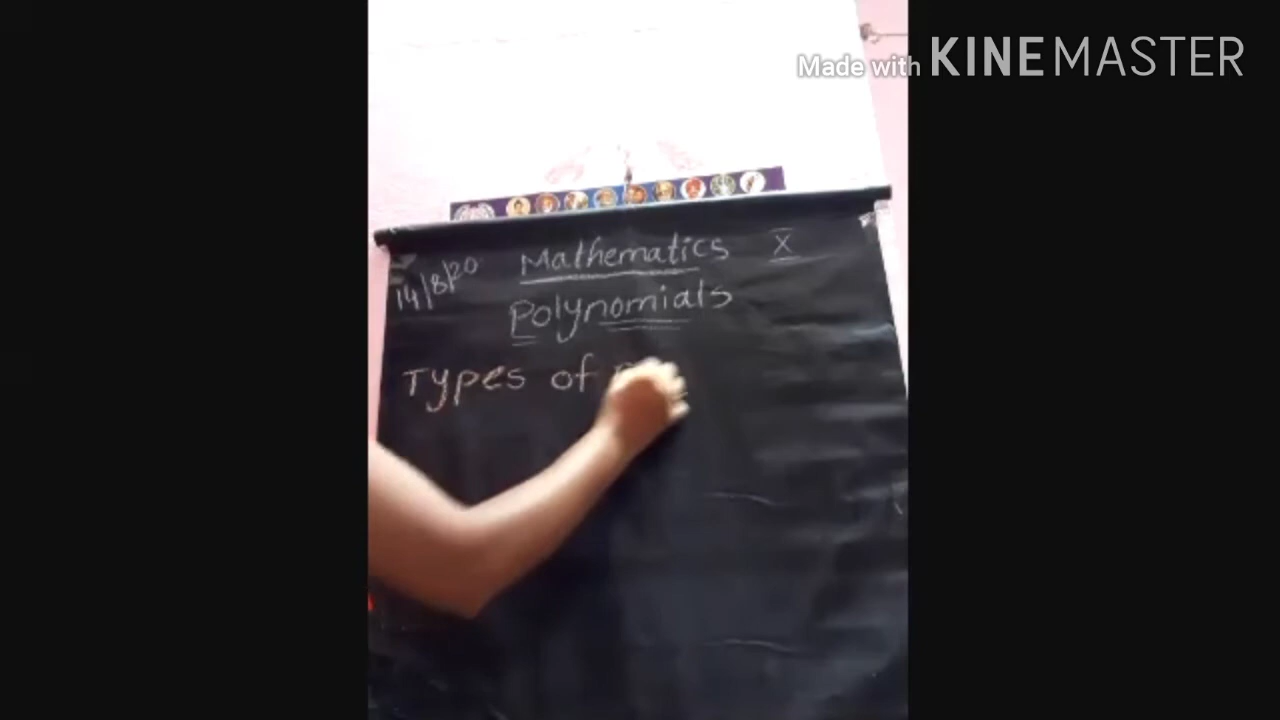 Made with KINEMASTER
14/8/20 Mathematics X
Polynomials
Types of